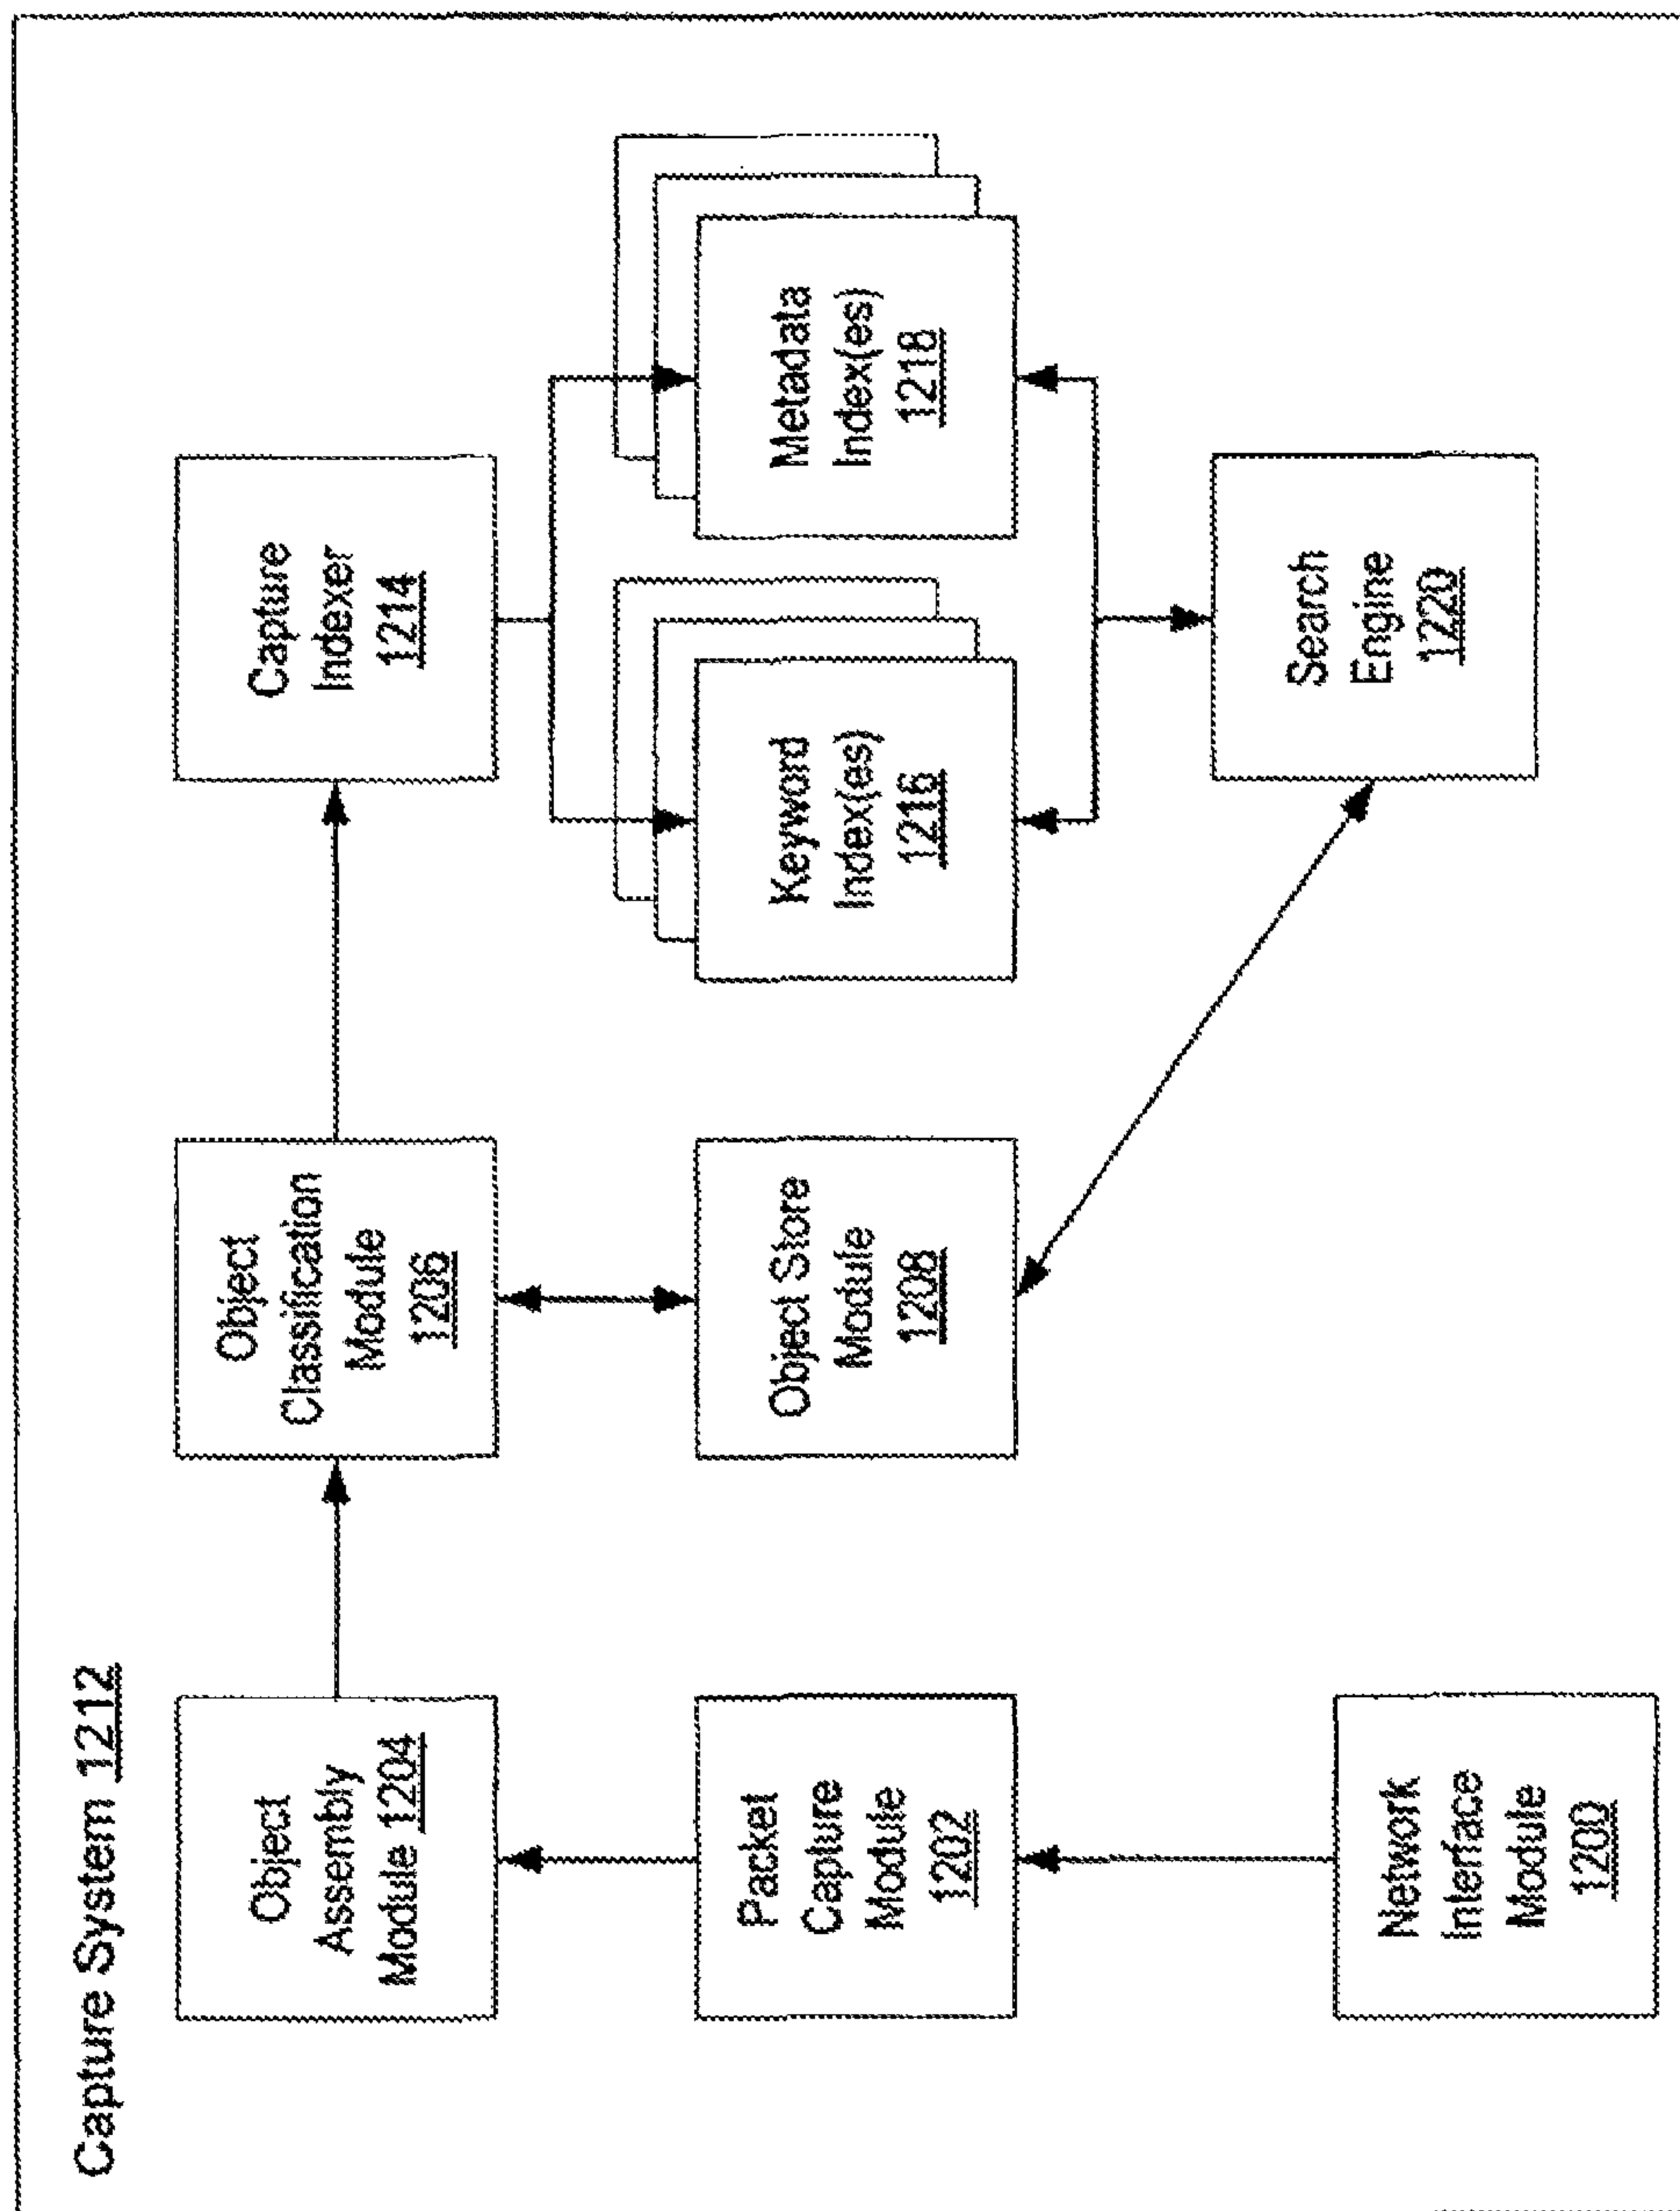 Capture System 1212
Object
Assembly
Module 1204
Object
Classification
Module
1206
Capture
Indexer
1214
Packet
Capture
Module
1202
Object Store
Module
1208
Keyword
Index(es)
1216
Metadata
Index(es)
1218
Network
Interface
Module
1200
Search
Engine
1220